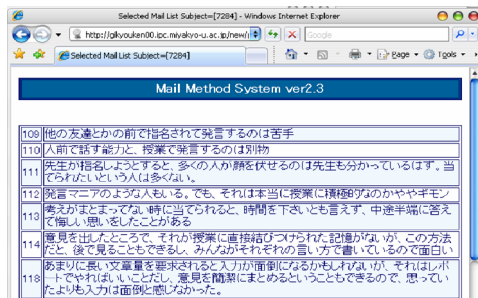 Selected Mail List Subject=[7284] - Windows Internet Explorer
http://glkyouken00.ipc.miyakyo-u.ac.jp/new/
Google
Selected Mail List Subject=[7284]
Page
Tools
Mail Method System ver2.3
109 他の友達とかの前で指名されて発言するのは苦手
110 人前で話す能力と、授業で発言するのは別物
111 先生が指名しようとすると、多くの人が顔を伏せるのは先生も分かっているはず。当
てられたいという人は多くない。
112 発言マニアのような人もいる。でも、それは本当に授業に積極的なのかややギモン
113 考えがまとまってない時に当てられると、時間を下さいとも言えず、中途半端に答え
て悔しい思いをしたことがある
114 意見を出したところで、それが授業に直接結びつけられた記憶がないが、この方法
だと、後で見ることもできるし、みんながそれぞれの言い方で書いているので面白い
118 あまりに長い文章量を要求されると入力が面倒になるかもしれないが、それはレポ
ートでやればいいことだし、意見を簡潔にまとめるということもできるので、思ってい
たよりも入力は面倒と感じなかった。